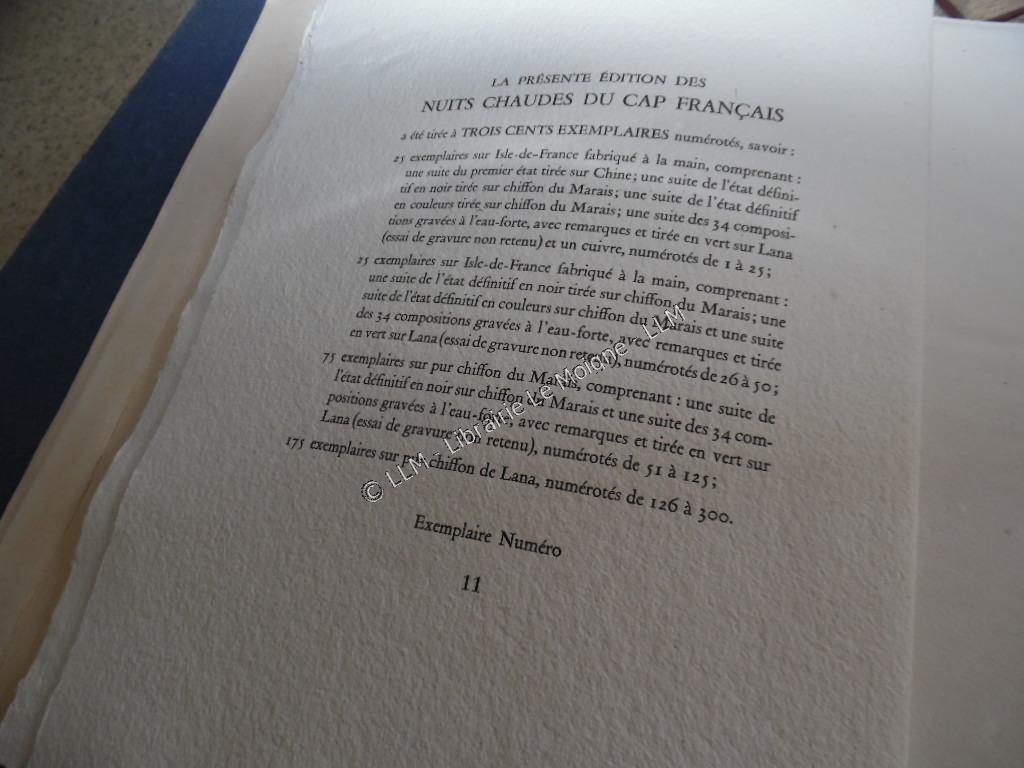 LA PRÉSENTE ÉDITION DES
NUITS CHAUDES DU CAP FRANÇAIS
a été tirée à TROIS CENTS EXEMPLAIRES numérotés, savoir :
25 exemplaires sur Isle-de-France fabriqué à la main, comprenant :
une suite du premier état tirée sur Chine; une suite de l'état défini-
tif en noir tirée sur chiffon du Marais; une suite de l'état définitif
en couleurs tirée sur chiffon du Marais; une suite des 34 composi-
tions gravées à l'eau-forte, avec remarques et tirée en vert sur Lana
(essai de gravure non retenu) et un cuivre, numérotés de 1 à 25;
25 exemplaires sur Isle-de-France fabriqué à la main, comprenant :
une suite de l'état définitif en noir tirée sur chiffon du Marais; une
suite de l'état définitif en couleurs sur chiffon du Marais et une suite
des 34 compositions gravées à l'eau-forte, avec remarques et tirée
en vert sur Lana (essai de gravure non retenu), numérotés de 26 à 50;
75 exemplaires sur pur chiffon du Marais, comprenant : une suite de
l'état définitif en noir sur chiffon du Marais et une suite des 34 com-
positions gravées à l'eau-forte, avec remarques et tirée en vert sur
Lana (essai de gravure non retenu), numérotés de 51 à 125;
175 exemplaires sur pur chiffon de Lana, numérotés de 126 à 300.
Exemplaire Numéro
11
© LLM - Librairie Le Moigne - LLM